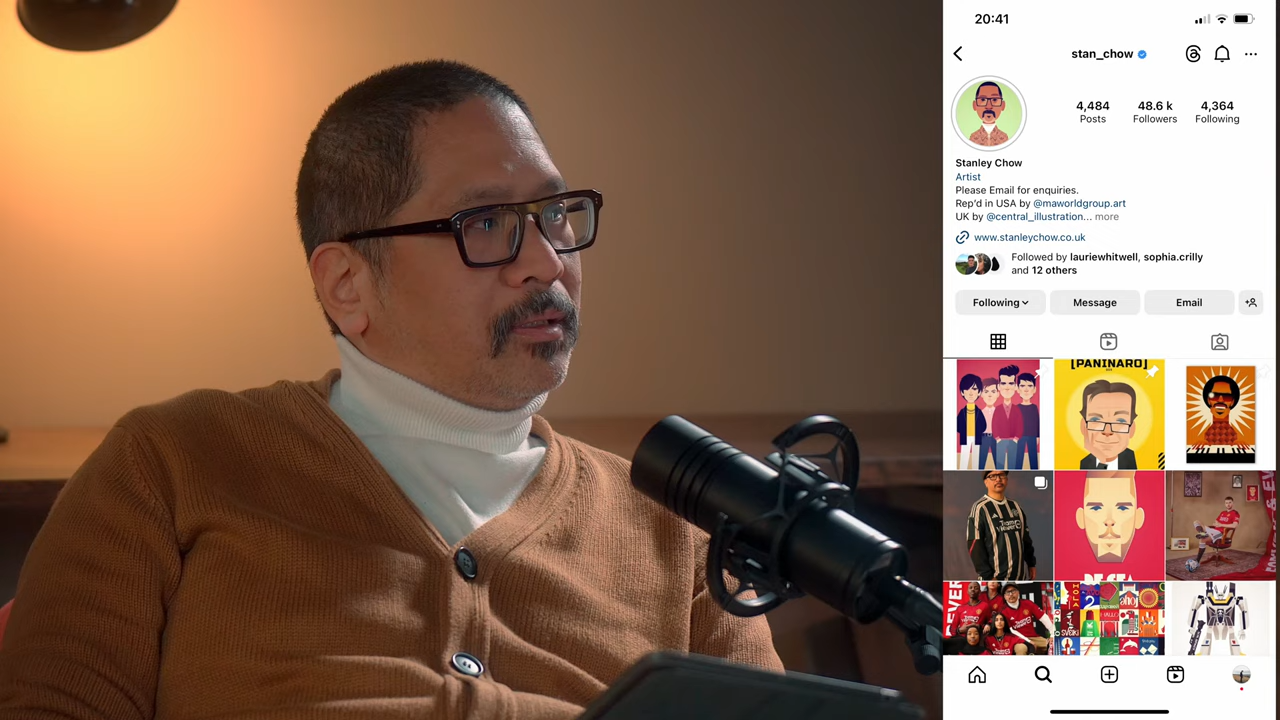 20:41
stan_chow
4,484
48.6 k
4,364
Posts
Followers
Following
Stanley Chow
Artist
Please Email for enquiries.
Rep'd in USA by @maworldgroup.art
UK by @central_illustration... more
www.stanleychow.co.uk
Followed by lauriewhitwell, sophia.crilly
and 12 others
Following
Message
Email
[PANINARO]